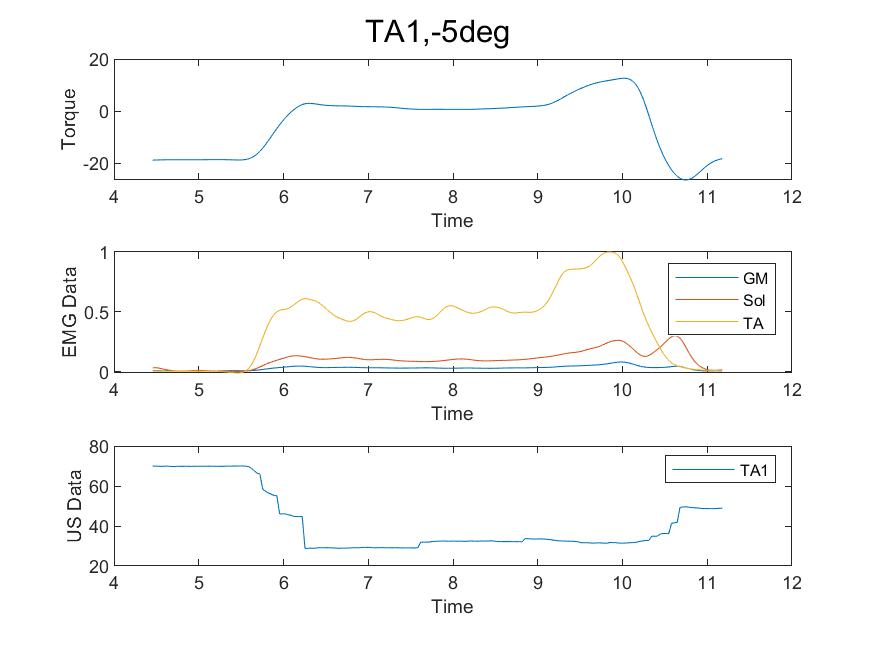 TA1,-5deg
20
0
-20
Torque
4 5 6 7 8 9 10 11 12
Time
1
0.5
0
EMG Data
GM
Sol
TA
4 5 6 7 8 9 10 11 12
Time
80
60
40
20
US Data
TA1
4 5 6 7 8 9 10 11 12
Time